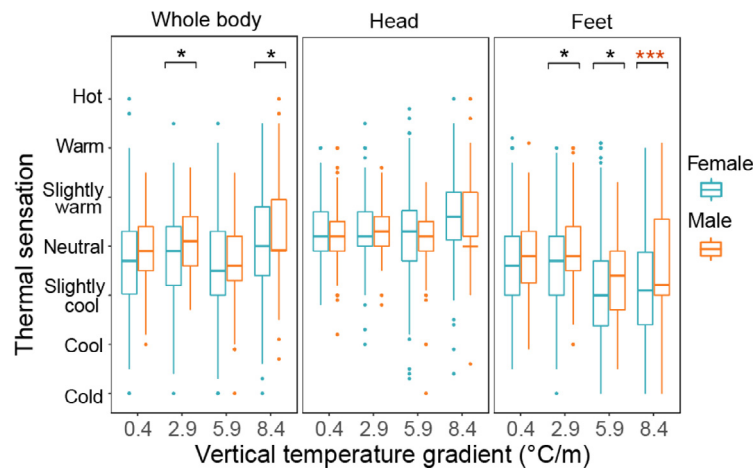 Whole body
Head
Feet
*
*
*
*
***
Hot
Warm
Slightly
warm
Neutral
Slightly
cool
Cool
Cold
Thermal sensation
Female
Male
0.4 2.9 5.9 8.4
0.4 2.9 5.9 8.4
0.4 2.9 5.9 8.4
Vertical temperature gradient (°C/m)